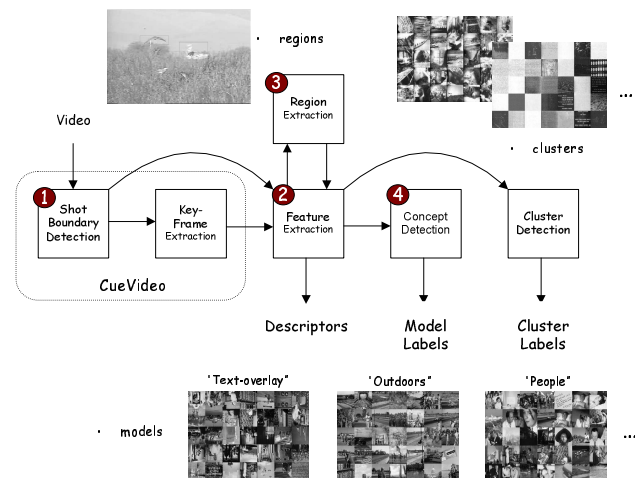 · regions
3
Region
Extraction
...
Video
· clusters
1
Shot
Boundary
Detection
Key-
Frame
Extraction
2
Feature
Extraction
4
Concept
Detection
Cluster
Detection
CueVideo
Descriptors
Model
Labels
Cluster
Labels
"Text-overlay"
"Outdoors"
"People"
· models
...